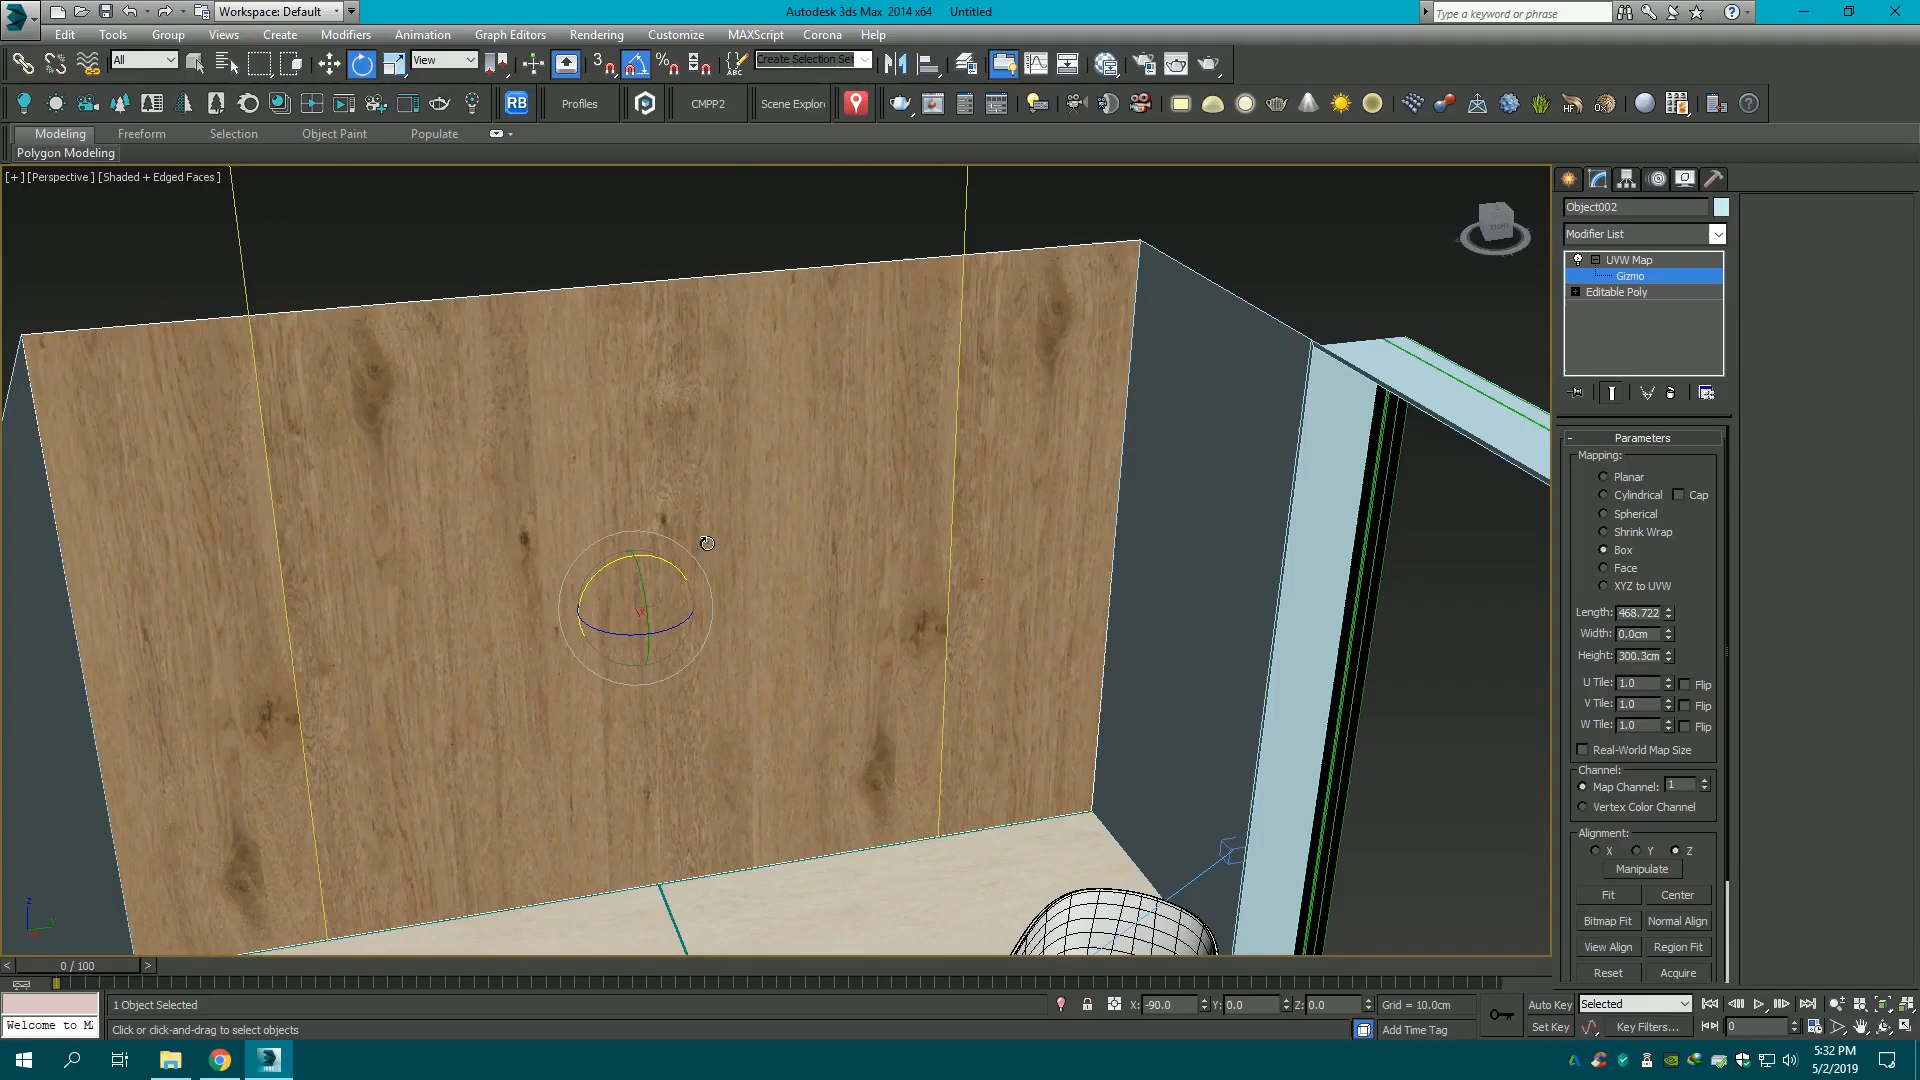 Workspace: Default
Autodesk 3ds Max  2014 x64     Untitled
Type a keyword or phrase
Edit Tools Group Views Create Modifiers Animation Graph Editors Rendering Customize MAXScript Corona Help
All
View
3
Create Selection Set
ABC
RB
Profiles
CMPP2
Scene Explor
HF
Modeling Freeform Selection Object Paint Populate
Polygon Modeling
[+] [Perspective] [Shaded + Edged Faces]
RIGHT
Object002
Modifier List
UVW Map
Gizmo
Editable Poly
Parameters
Mapping:
Planar
Cylindrical Cap
Spherical
Shrink Wrap
Box
Face
XYZ to UVW
Length: 468.722
Width: 0.0cm
Height: 300.3cm
U Tile: 1.0 Flip
V Tile: 1.0 Flip
W Tile: 1.0 Flip
Real-World Map Size
Channel:
Map Channel: 1
Vertex Color Channel
Alignment:
X Y Z
Manipulate
Fit Center
Bitmap Fit Normal Align
View Align Region Fit
Reset Acquire
0 / 100
1 Object Selected
X: -90.0 Y: 0.0 Z: 0.0 Grid = 10.0cm
Auto Key Selected
Welcome to M
Click or click-and-drag to select objects
Add Time Tag
Set Key Key Filters... 0
5:32 PM
5/2/2019